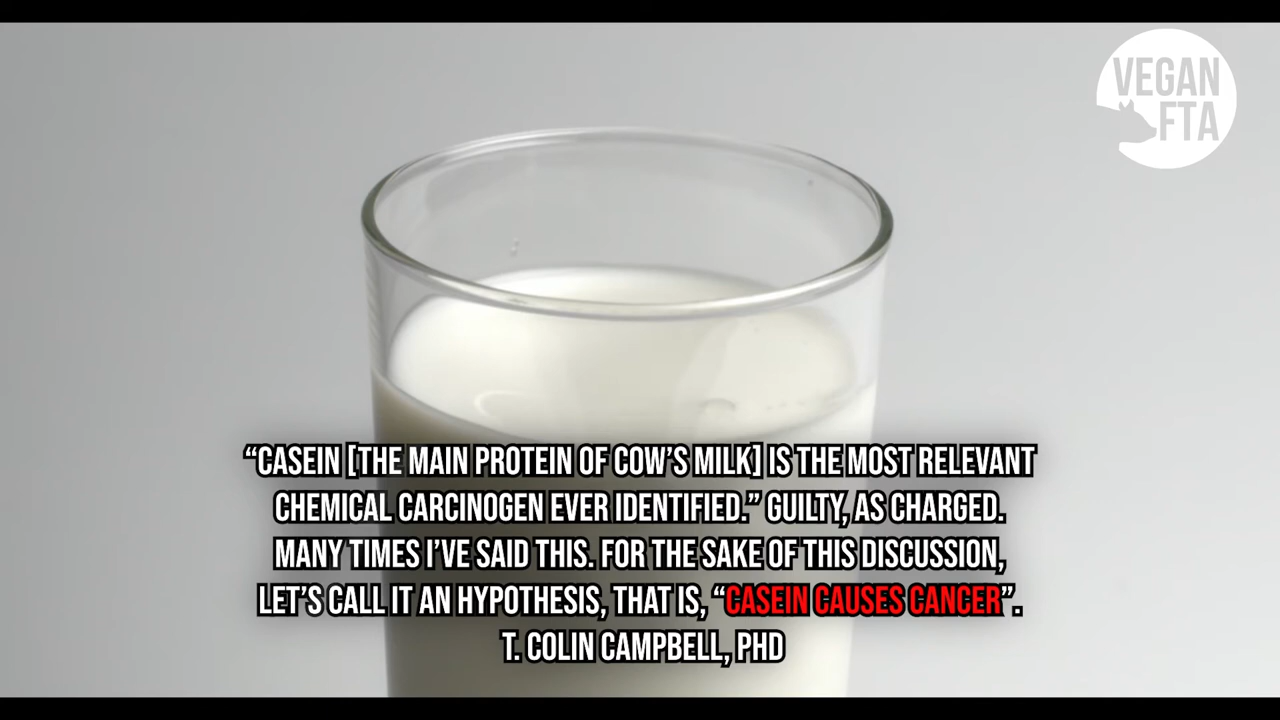 VEGAN
FTA
“CASEIN [THE MAIN PROTEIN OF COW’S MILK] IS THE MOST RELEVANT
CHEMICAL CARCINOGEN EVER IDENTIFIED.” GUILTY, AS CHARGED.
MANY TIMES I’VE SAID THIS. FOR THE SAKE OF THIS DISCUSSION,
LET’S CALL IT AN HYPOTHESIS, THAT IS, “CASEIN CAUSES CANCER”.
T. COLIN CAMPBELL, PHD